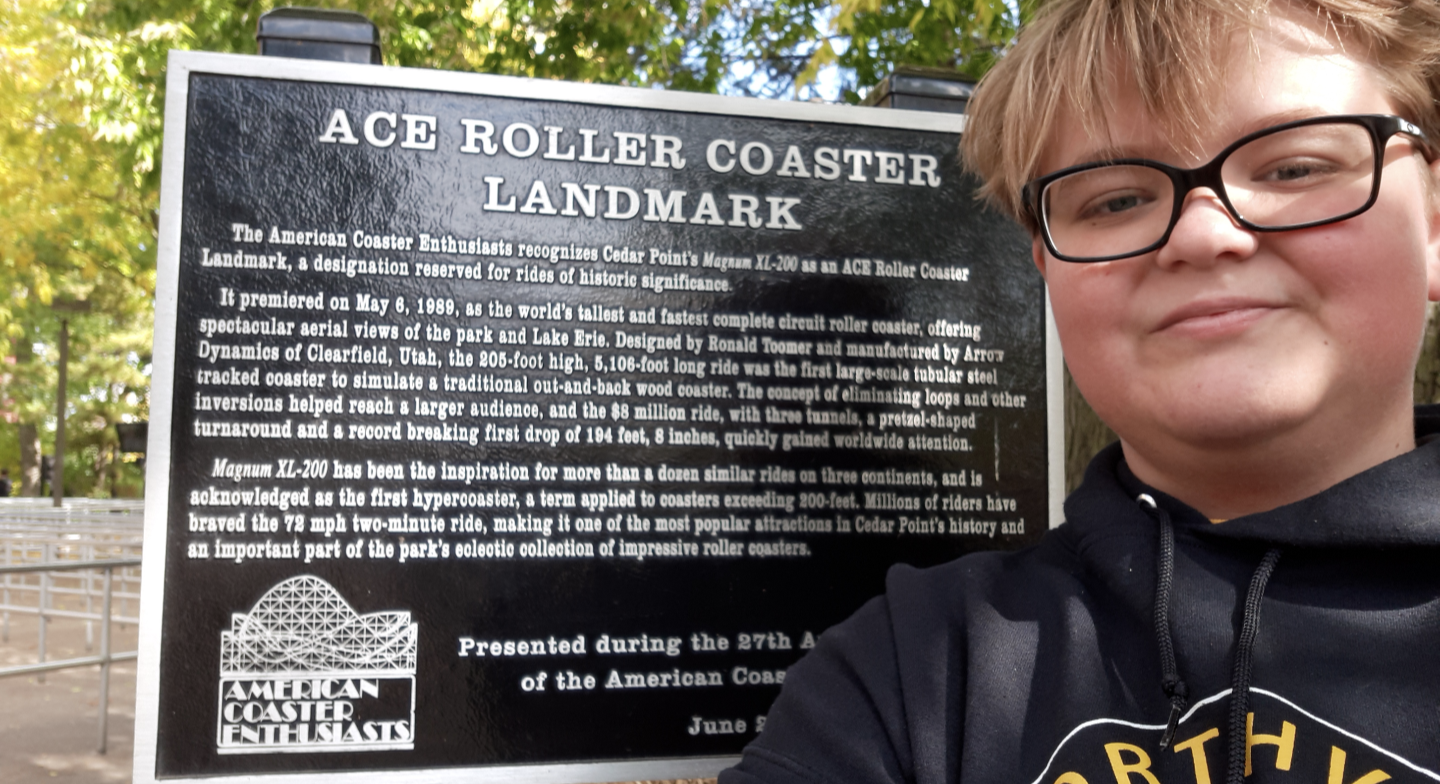 ACE ROLLER COASTER
LANDMARK
The American Coaster Enthusiasts recognizes Cedar Point's Magnum XL-200 as an ACE Roller Coaster
Landmark, a designation reserved for rides of historic significance.
It premiered on May 6, 1989, as the world's tallest and fastest complete circuit roller coaster, offering
spectacular aerial views of the park and Lake Erie. Designed by Ronald Toomer and manufactured by Arrow
Dynamics of Clearfield, Utah, the 205-foot high, 5,106-foot long ride was the first large-scale tubular steel
tracked coaster to simulate a traditional out-and-back wood coaster. The concept of eliminating loops and other
inversions helped reach a larger audience, and the $8 million ride, with three tunnels, a pretzel-shaped
turnaround and a record breaking first drop of 194 feet, 8 inches, quickly gained worldwide attention.
Magnum XL-200 has been the inspiration for more than a dozen similar rides on three continents, and is
acknowledged as the first hypercoaster, a term applied to coasters exceeding 200-feet. Millions of riders have
braved the 72 mph two-minute ride, making it one of the most popular attractions in Cedar Point's history and
an important part of the park's eclectic collection of impressive roller coasters.
Presented during the 27th
of the American
June
AMERICAN
COASTER
ENTHUSIASTS